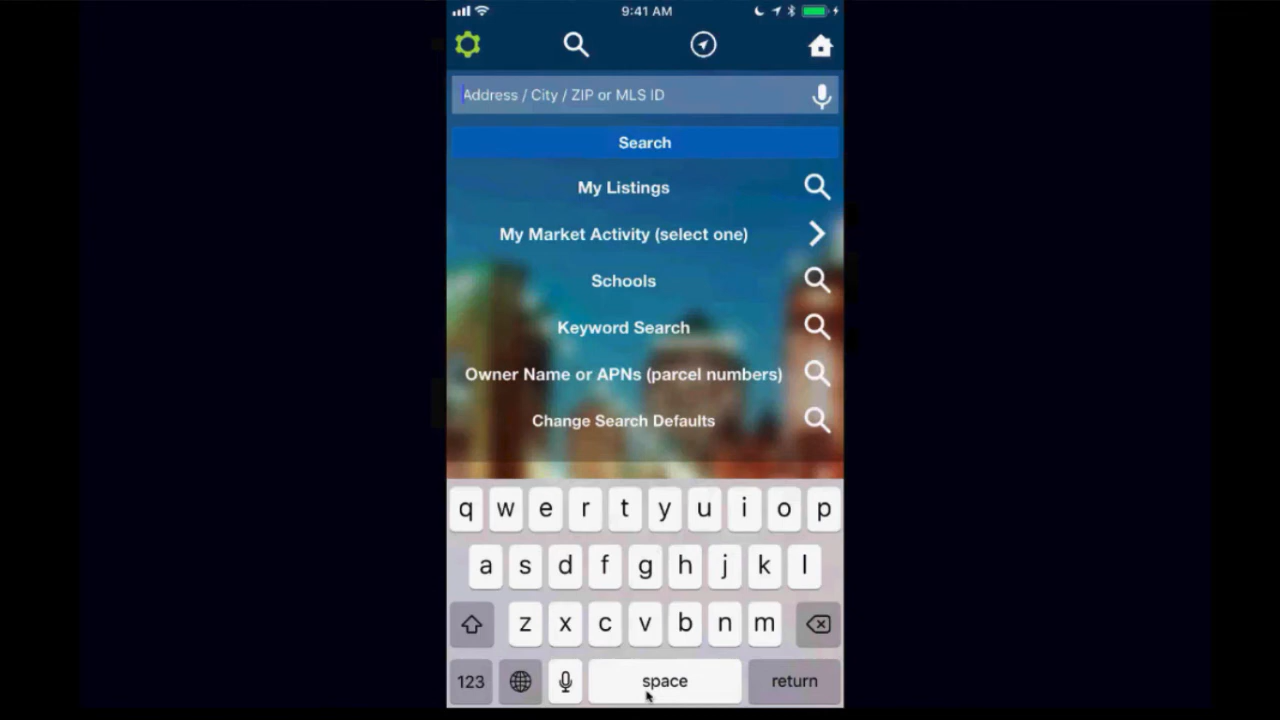 9:41 AM
Address / City / ZIP or MLS ID
Search
My Listings
My Market Activity (select one)
Schools
Keyword Search
Owner Name or APNs (parcel numbers)
Change Search Defaults
q w e r t y u i o p
a s d f g h j k l
z x c v b n m
123 space return